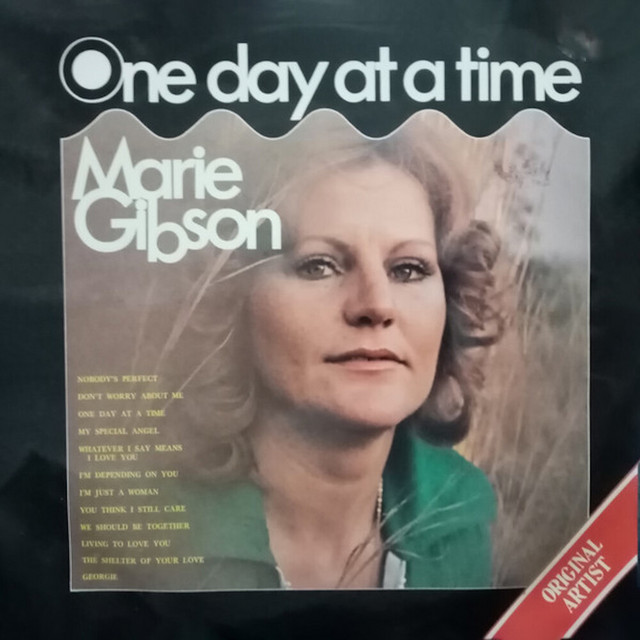 One day at a time
Marie
Gibson
NOBODY'S PERFECT
DON'T WORRY ABOUT ME
ONE DAY AT A TIME
MY SPECIAL ANGEL
WHATEVER I SAY MEANS
I LOVE YOU
I'M DEPENDING ON YOU
I'M JUST A WOMAN
YOU THINK I STILL CARE
WE SHOULD BE TOGETHER
LIVING TO LOVE YOU
THE SHELTER OF YOUR LOVE
GEORGIE
ORIGINAL
ARTIST